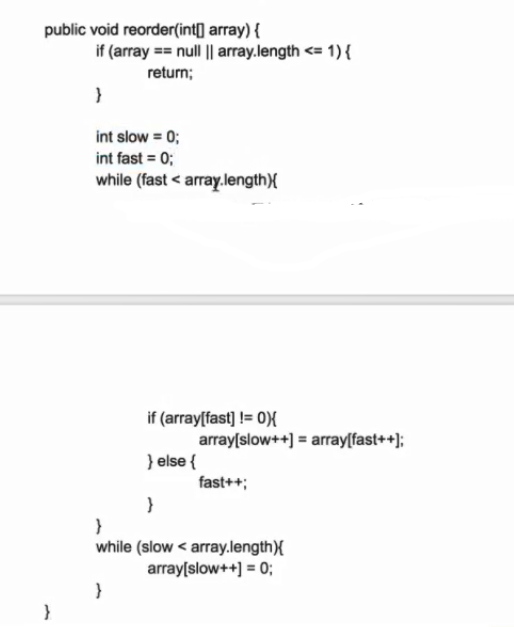 public void reorder(int[] array) {
if (array == null || array.length <= 1) {
return;
}
int slow = 0;
int fast = 0;
while (fast < array.length){
if (array[fast] != 0){
array[slow++] = array[fast++];
} else {
fast++;
}
}
while (slow < array.length){
array[slow++] = 0;
}
}